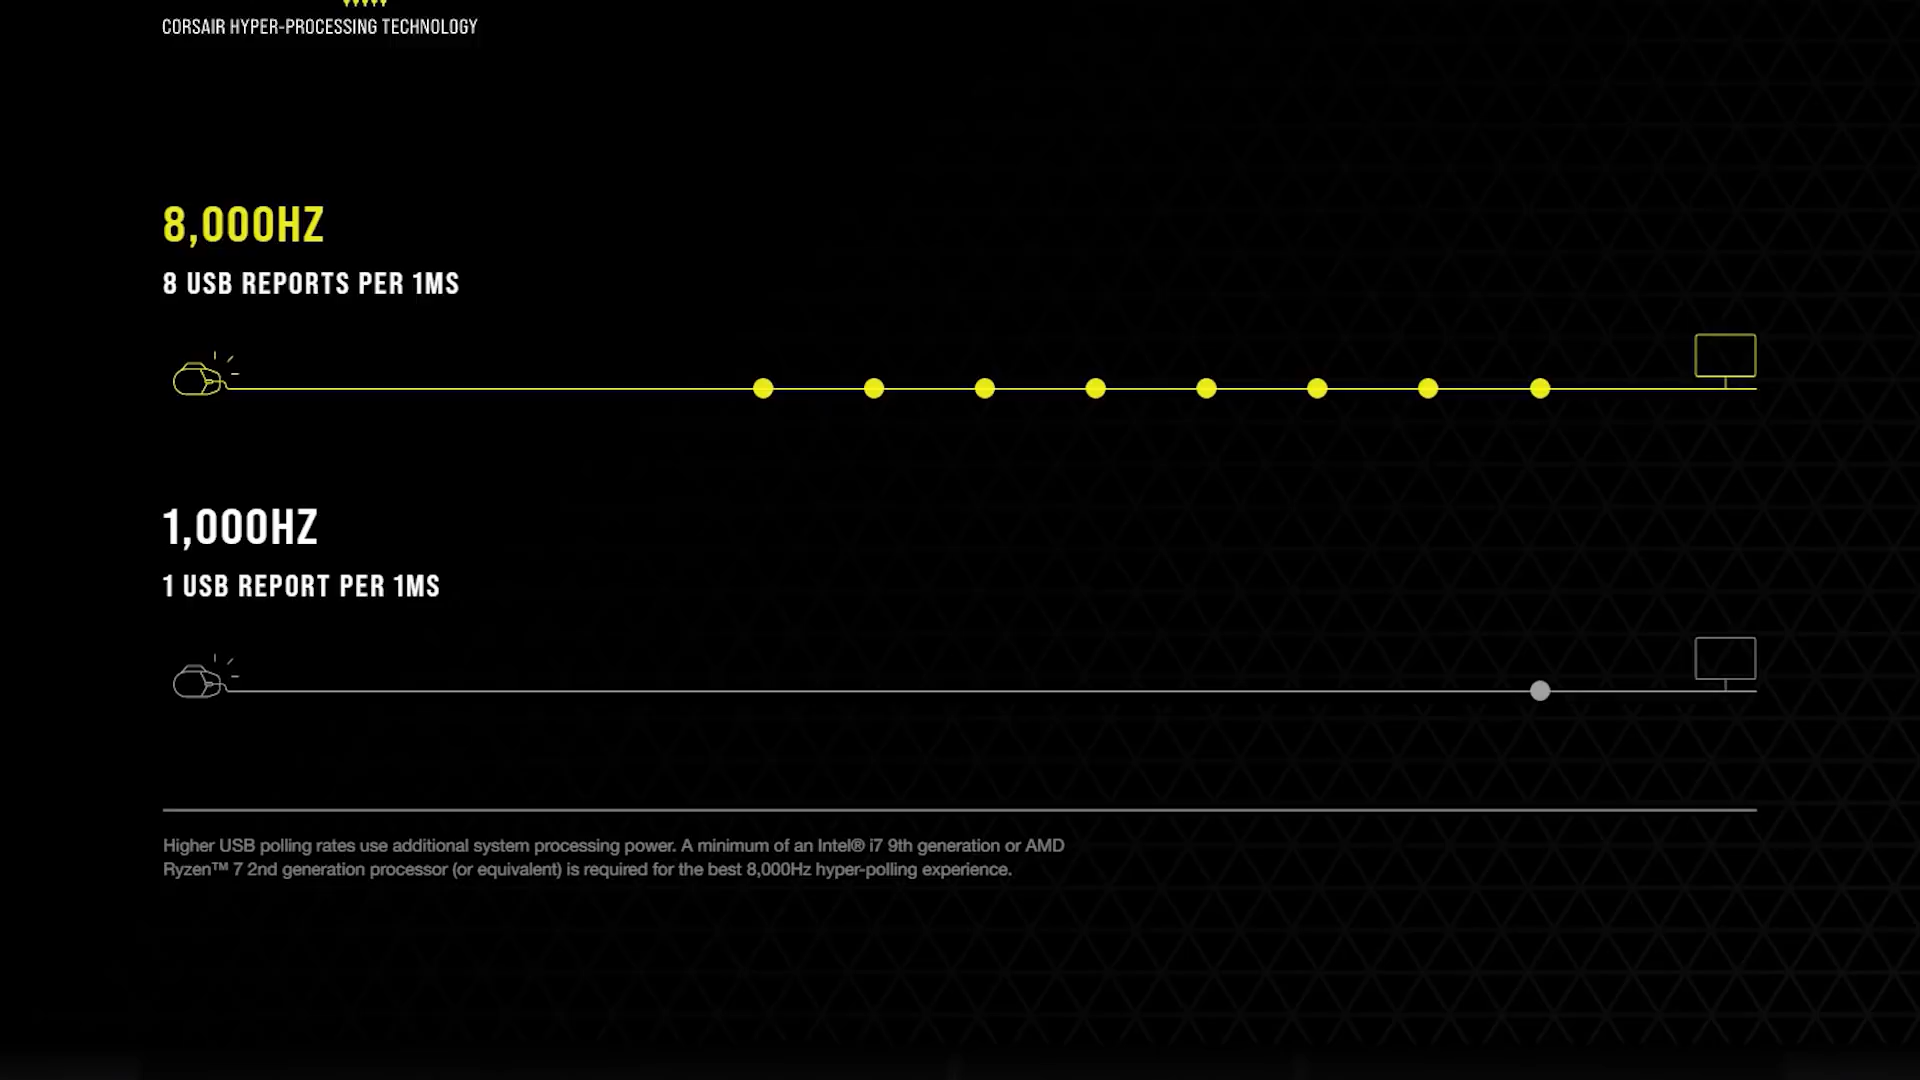 CORSAIR HYPER-PROCESSING TECHNOLOGY
8,000HZ
8 USB REPORTS PER 1MS
1,000HZ
1 USB REPORT PER 1MS
Higher USB polling rates use additional system processing power. A minimum of an Intel® i7 9th generation or AMD
Ryzen™ 7 2nd generation processor (or equivalent) is required for the best 8,000Hz hyper-polling experience.